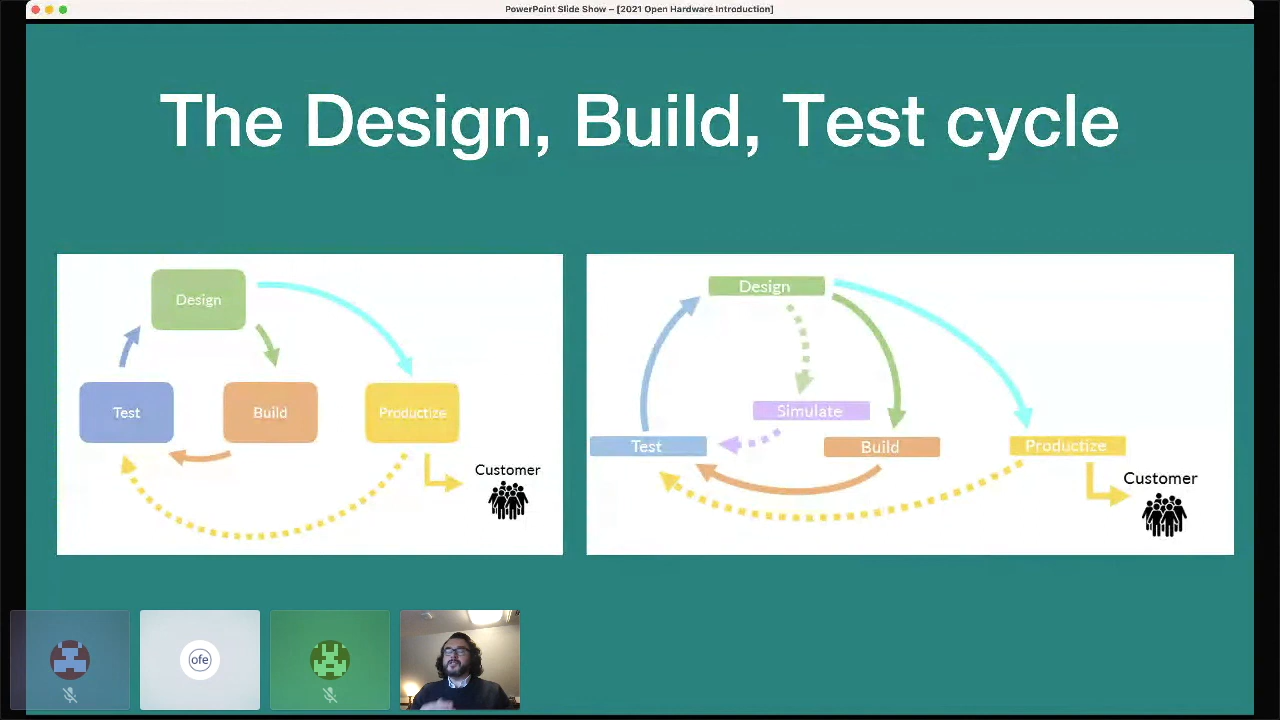 PowerPoint Slide Show – [2021 Open Hardware Introduction]
The Design, Build, Test cycle
Design
Test
Build
Productize
Customer
Design
Simulate
Test
Build
Productize
Customer
ofe